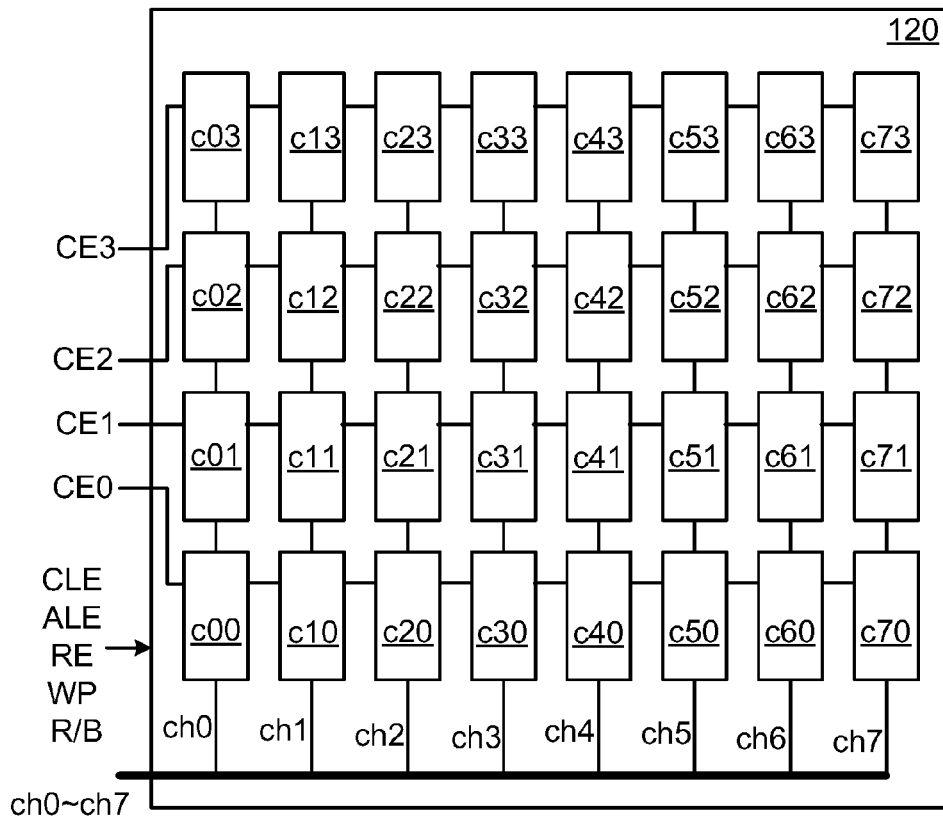 120
c03 c13 c23 c33 c43 c53 c63 c73
CE3
c02 c12 c22 c32 c42 c52 c62 c72
CE2
CE1
c01 c11 c21 c31 c41 c51 c61 c71
CE0
CLE
ALE
RE
WP
R/B
c00 c10 c20 c30 c40 c50 c60 c70
ch0 ch1 ch2 ch3 ch4 ch5 ch6 ch7
ch0~ch7